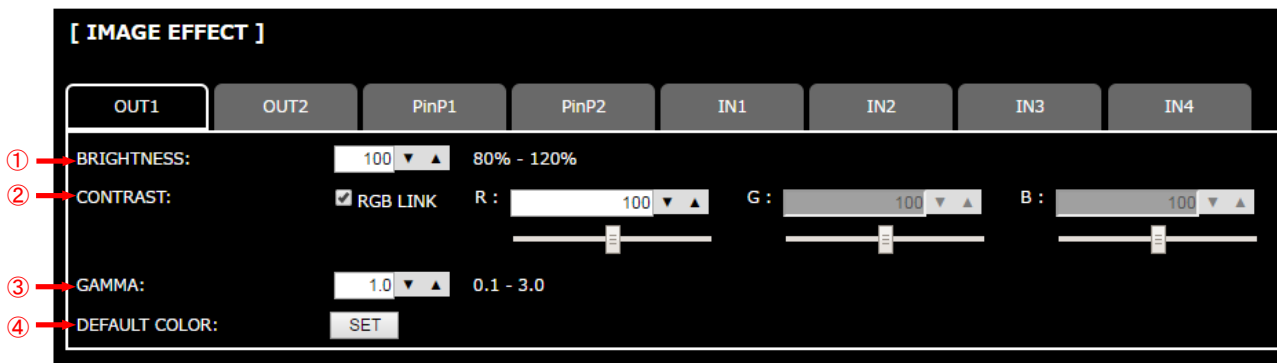 [ IMAGE EFFECT ]
OUT1 OUT2 PinP1 PinP2 IN1 IN2 IN3 IN4
① BRIGHTNESS: 100 ▼ ▲ 80% - 120%
② CONTRAST: RGB LINK R : 100 ▼ ▲ G : 100 ▼ ▲ B : 100 ▼ ▲
③ GAMMA: 1.0 ▼ ▲ 0.1 - 3.0
④ DEFAULT COLOR: SET